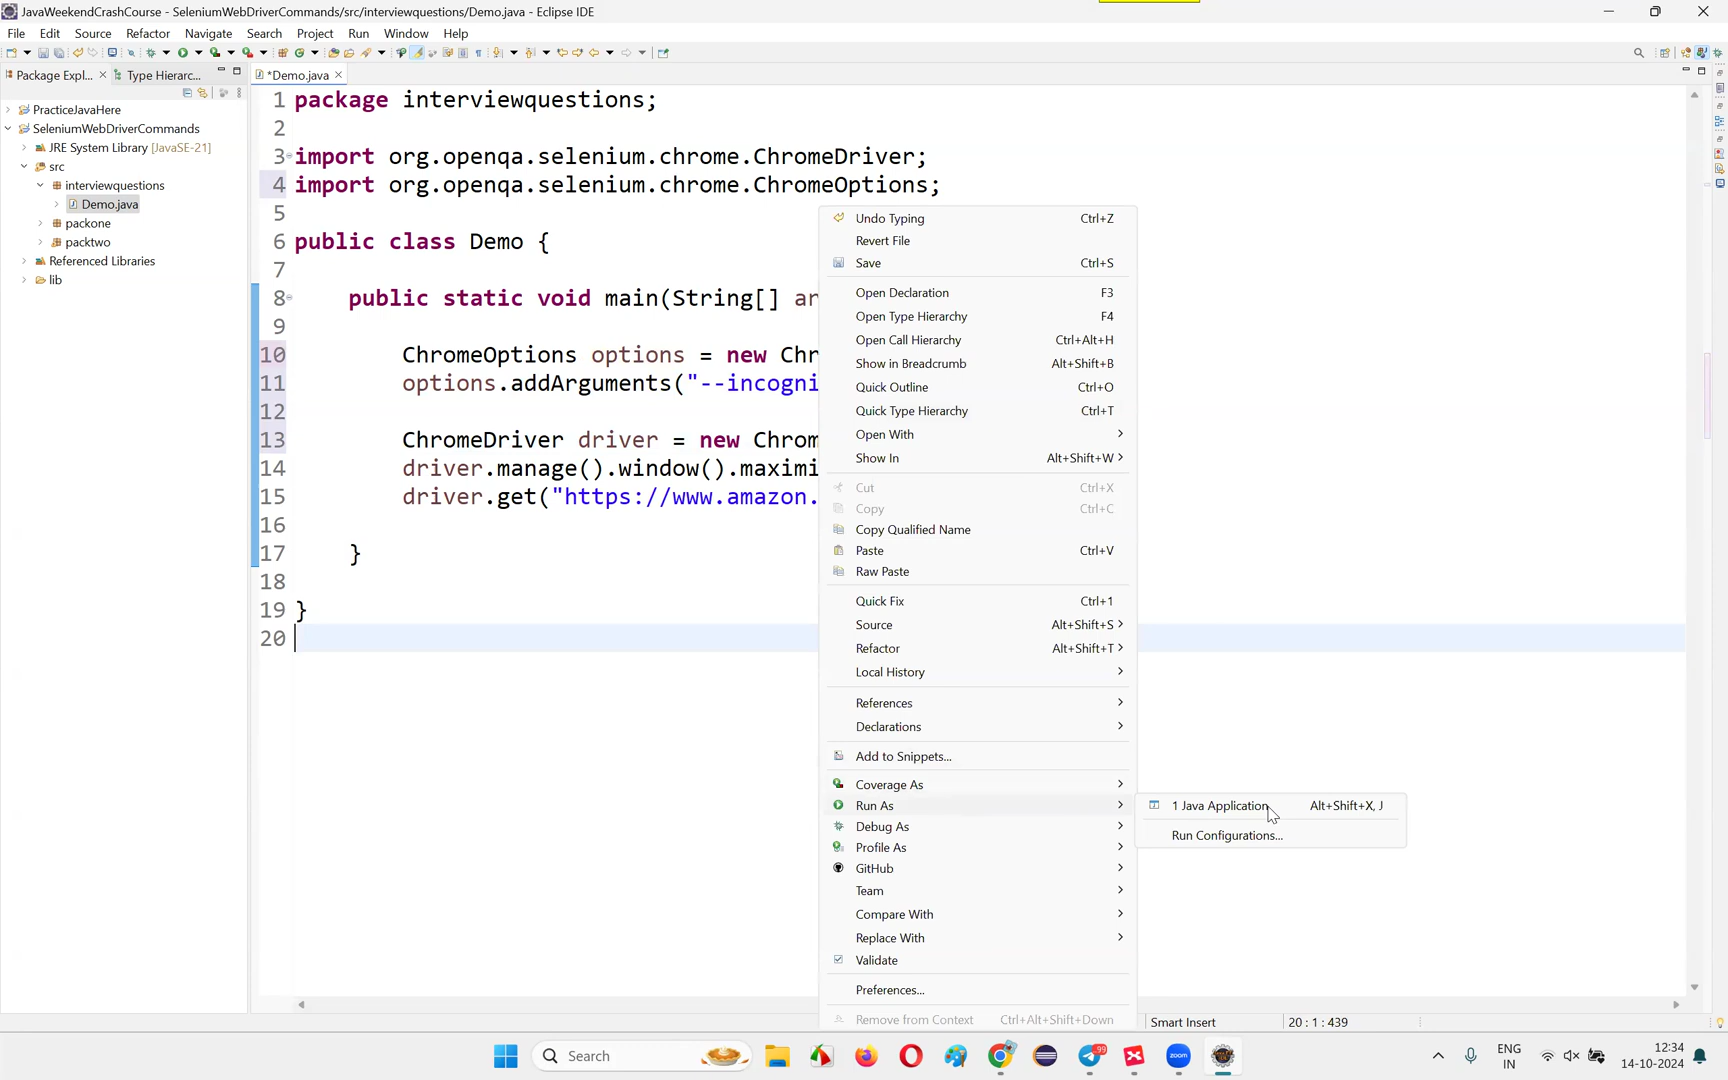 JavaWeekendCrashCourse - SeleniumWebDriverCommands/src/interviewquestions/Demo.java - Eclipse IDE
File Edit Source Refactor Navigate Search Project Run Window Help
Package Expl... Type Hierarc... *Demo.java
PracticeJavaHere
SeleniumWebDriverCommands
JRE System Library [JavaSE-21]
src
interviewquestions
Demo.java
packone
packtwo
Referenced Libraries
lib
1 package interviewquestions;
2
3 import org.openqa.selenium.chrome.ChromeDriver;
4 import org.openqa.selenium.chrome.ChromeOptions;
5
6 public class Demo {
7
8 public static void main(String[] ar
9
10 ChromeOptions options = new Chr
11 options.addArguments("--incogni
12
13 ChromeDriver driver = new Chrom
14 driver.manage().window().maximi
15 driver.get("https://www.amazon.
16
17 }
18
19 }
20
Undo Typing Ctrl+Z
Revert File
Save Ctrl+S
Open Declaration F3
Open Type Hierarchy F4
Open Call Hierarchy Ctrl+Alt+H
Show in Breadcrumb Alt+Shift+B
Quick Outline Ctrl+O
Quick Type Hierarchy Ctrl+T
Open With
Show In Alt+Shift+W
Cut Ctrl+X
Copy Ctrl+C
Copy Qualified Name
Paste Ctrl+V
Raw Paste
Quick Fix Ctrl+1
Source Alt+Shift+S
Refactor Alt+Shift+T
Local History
References
Declarations
Add to Snippets...
Coverage As
Run As
Debug As
Profile As
GitHub
Team
Compare With
Replace With
Validate
Preferences...
Remove from Context Ctrl+Alt+Shift+Down
1 Java Application Alt+Shift+X, J
Run Configurations...
Smart Insert 20 : 1 : 439
Search
99
zoom
ENG
IN
12:34
14-10-2024